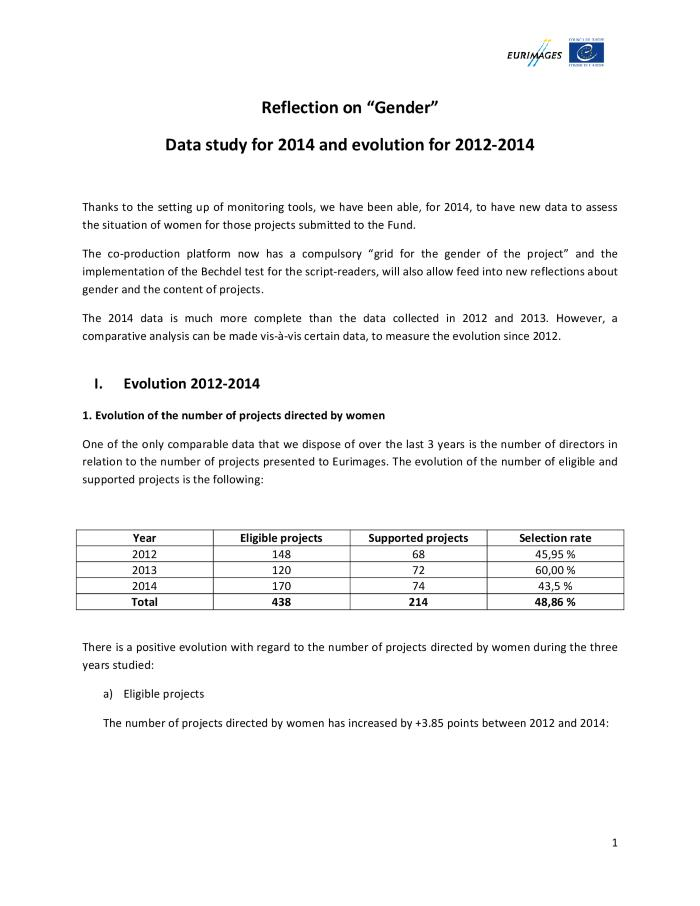 EURIMAGES
COUNCIL OF EUROPE
CONSEIL DE L'EUROPE
Reflection on “Gender”
Data study for 2014 and evolution for 2012-2014
Thanks to the setting up of monitoring tools, we have been able, for 2014, to have new data to assess
the situation of women for those projects submitted to the Fund.
The co-production platform now has a compulsory “grid for the gender of the project” and the
implementation of the Bechdel test for the script-readers, will also allow feed into new reflections about
gender and the content of projects.
The 2014 data is much more complete than the data collected in 2012 and 2013. However, a
comparative analysis can be made vis-à-vis certain data, to measure the evolution since 2012.
I. Evolution 2012-2014
1. Evolution of the number of projects directed by women
One of the only comparable data that we dispose of over the last 3 years is the number of directors in
relation to the number of projects presented to Eurimages. The evolution of the number of eligible and
supported projects is the following:
Year Eligible projects Supported projects Selection rate
2012 148 68 45,95 %
2013 120 72 60,00 %
2014 170 74 43,5 %
Total 438 214 48,86 %
There is a positive evolution with regard to the number of projects directed by women during the three
years studied:
a) Eligible projects
The number of projects directed by women has increased by +3.85 points between 2012 and 2014:
1